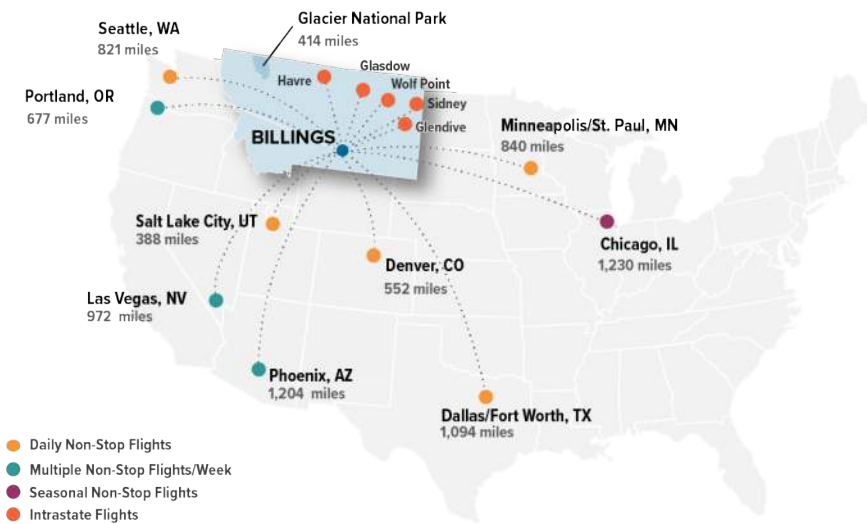 Glacier National Park
414 miles
Seattle, WA
821 miles
Glasdow
Havre
Wolf Point
Portland, OR
677 miles
Sidney
Glendive
Minneapolis/St. Paul, MN
840 miles
BILLINGS
Salt Lake City, UT
388 miles
Chicago, IL
1,230 miles
Denver, CO
552 miles
Las Vegas, NV
972 miles
Phoenix, AZ
1,204 miles
Dallas/Fort Worth, TX
1,094 miles
Daily Non-Stop Flights
Multiple Non-Stop Flights/Week
Seasonal Non-Stop Flights
Intrastate Flights